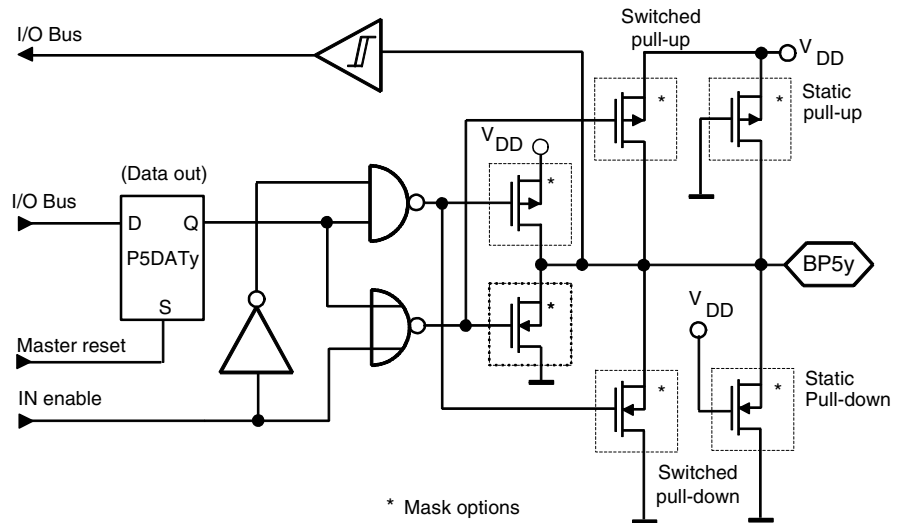 I/O Bus
Switched
pull-up
V DD
Static
pull-up
*
*
V DD
*
(Data out)
I/O Bus
D
Q
P5DATy
S
BP5y
V DD
*
Master reset
IN enable
*
*
Static
Pull-down
Switched
pull-down
* Mask options